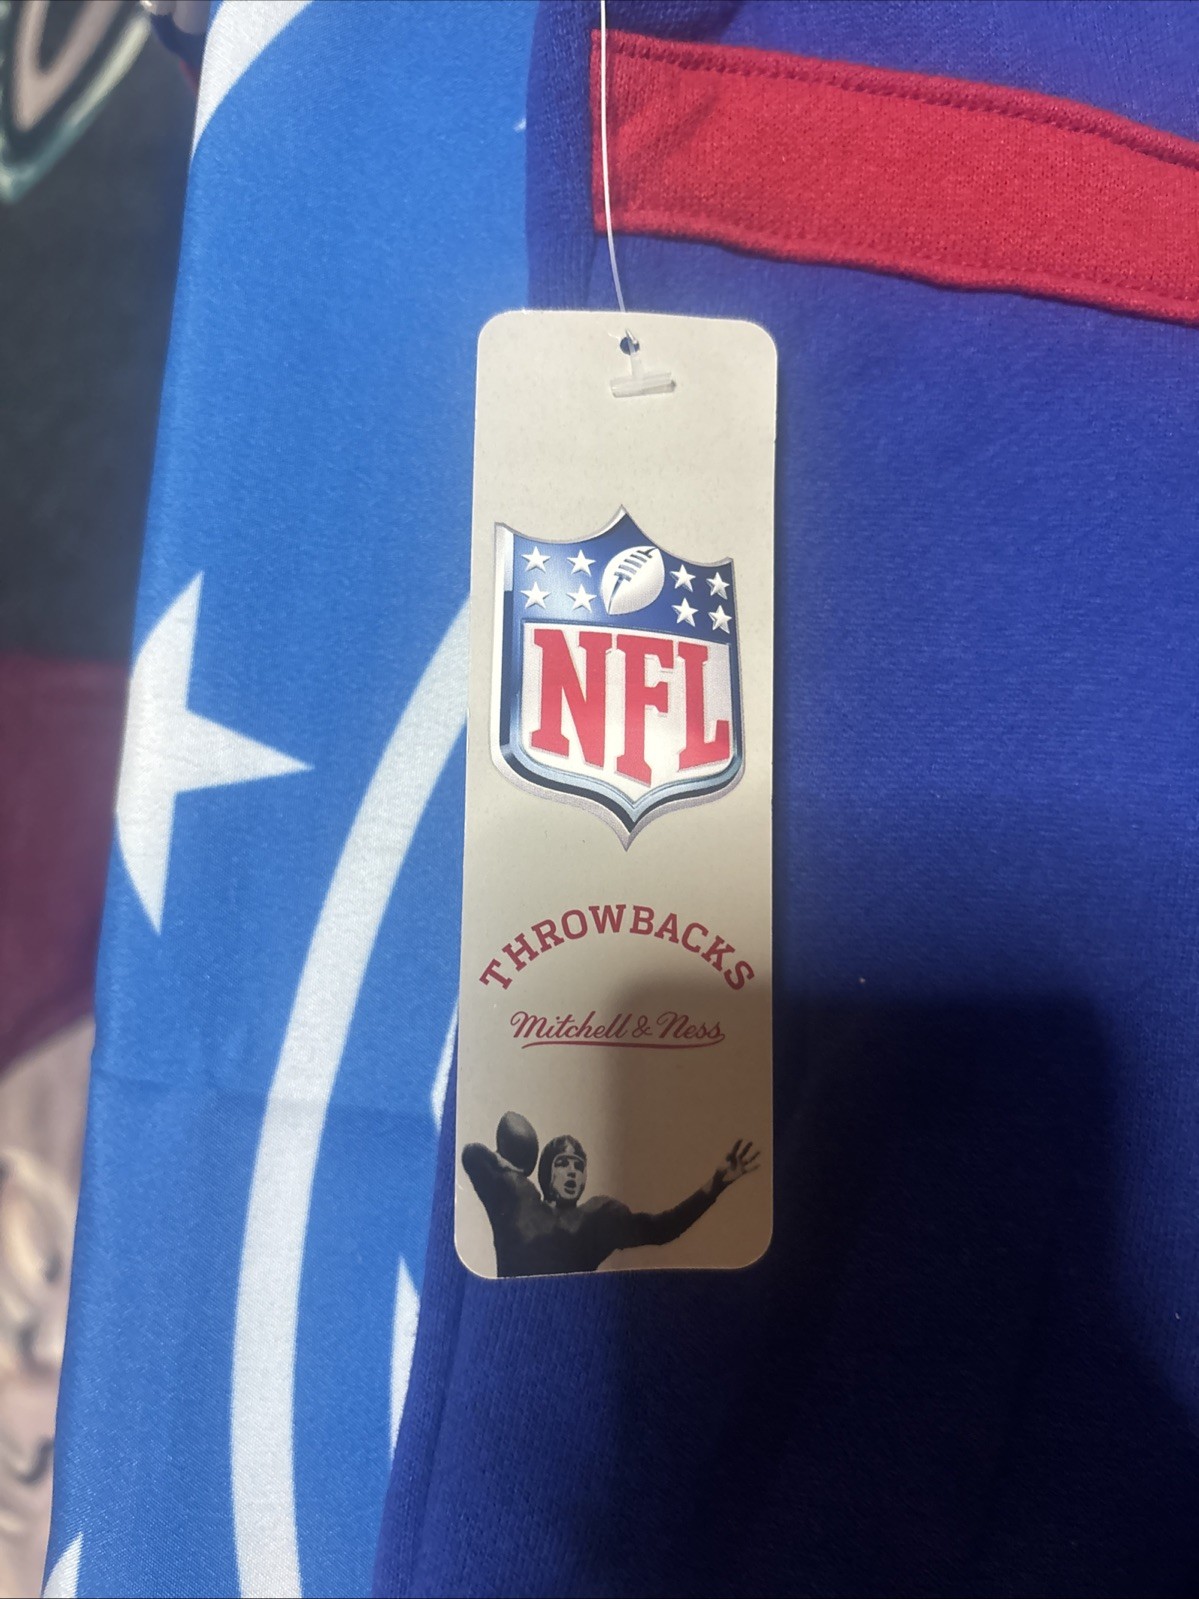 NFL
THROWBACKS
Mitchell & Ness